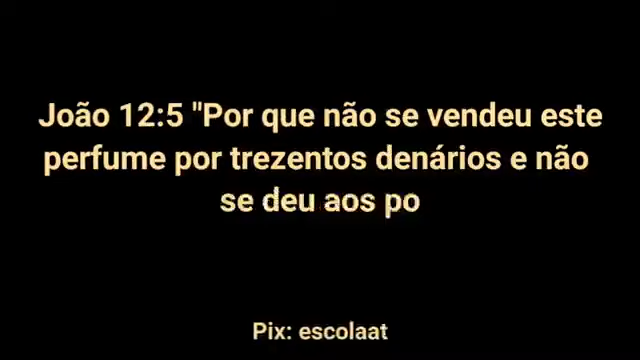 João 12:5 "Por que não se vendeu este
perfume por trezentos denários e não
se deu aos po
Pix: escolaat